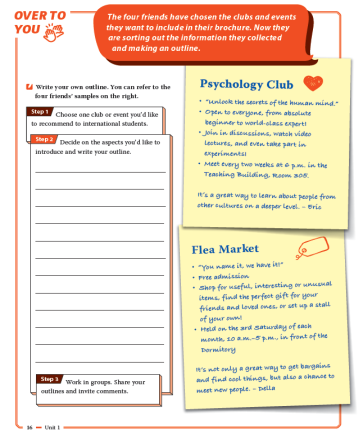 OVER TO
YOU
The four friends have chosen the clubs and events
they want to include in their brochure. Now they
are sorting out the information they collected
and making an outline.
Write your own outline. You can refer to the
four friends' samples on the right.
Step 1
Choose one club or event you'd like
to recommend to international students.
Step 2
Decide on the aspects you'd like to
introduce and write your outline.
Step 3
Work in groups. Share your
outlines and invite comments.
36 Unit 1
Psychology Club
• "Unlock the secrets of the human mind."
• Open to everyone, from absolute
beginner to world-class expert!
• Join in discussions, watch video
lectures, and even take part in
experiments!
• Meet every two weeks at 6 p.m. in the
Teaching Building, Room 305.
It's a great way to learn about people from
other cultures on a deeper level. – Eris
Flea Market
• "You name it, we have it!"
• Free admission
• Shop for useful, interesting or unusual
items, find the perfect gift for your
friends and loved ones, or set up a stall
of your own!
• Held on the 3rd Saturday of each
month, 10 a.m.–5 p.m., in front of the
Dormitory
It's not only a great way to get bargains
and find cool things, but also a chance to
meet new people. – Della